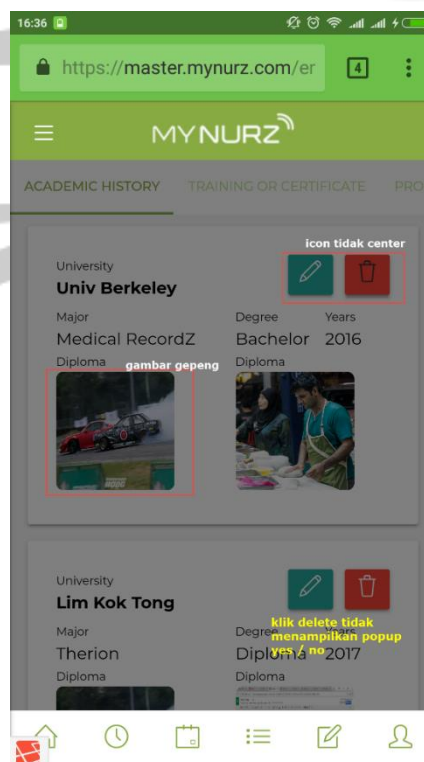 16:36
https://master.mynurz.com/er
4
MYNURZ
ACADEMIC HISTORY TRAINING OR CERTIFICATE PRO
icon tidak center
University
Univ Berkeley
Major Degree Years
Medical RecordZ Bachelor 2016
Diploma Diploma
gambar gepeng
University
Lim Kok Tong
klik delete tidak
menampilkan popup
yes / no
Major Degree Years
Therion Diploma 2017
Diploma Diploma